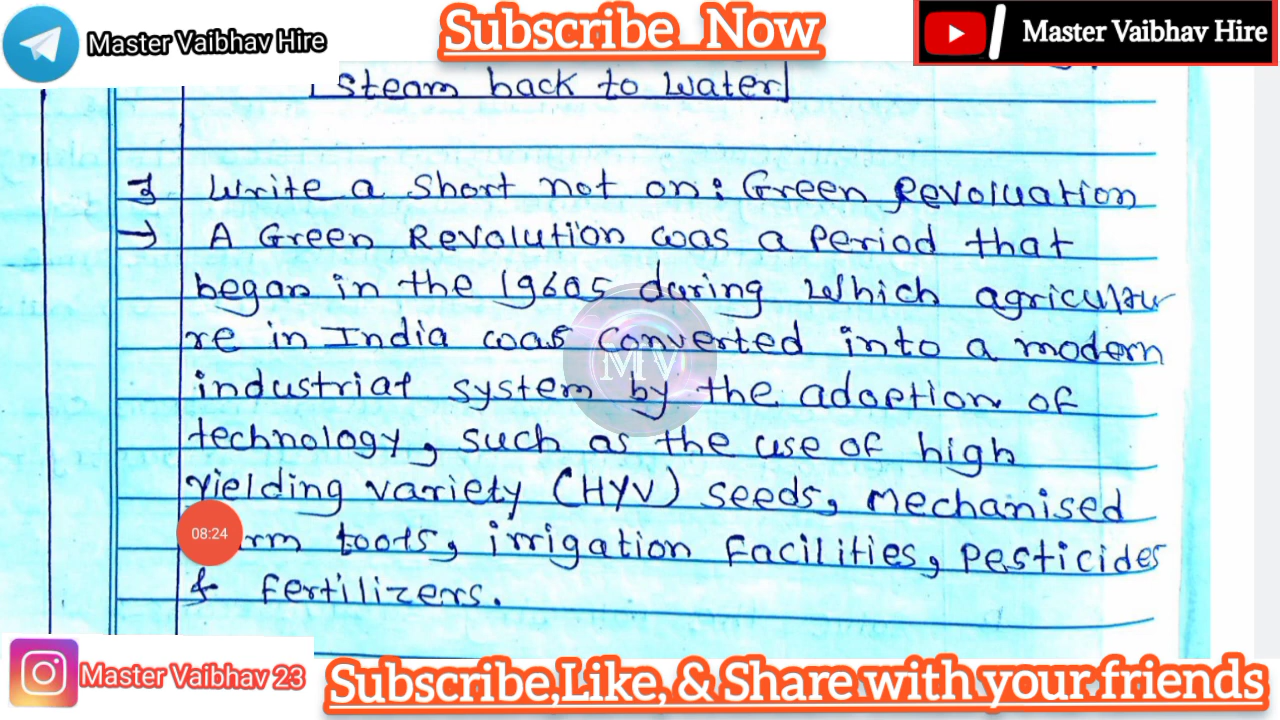 Master Vaibhav Hire
Subscribe Now
Master Vaibhav Hire
steam back to water
3 Write a short not on: Green Revoluation
→ A Green Revolution was a period that
began in the 1960s during which agricultu
re in India was converted into a modern
industrial system by the adoption of
technology, such as the use of high
yielding variety (HYV) seeds, mechanised
08:24 rm tools, irrigation facilities, pesticides
& fertilizers.
MV
Master Vaibhav 23
Subscribe,Like, & Share with your friends